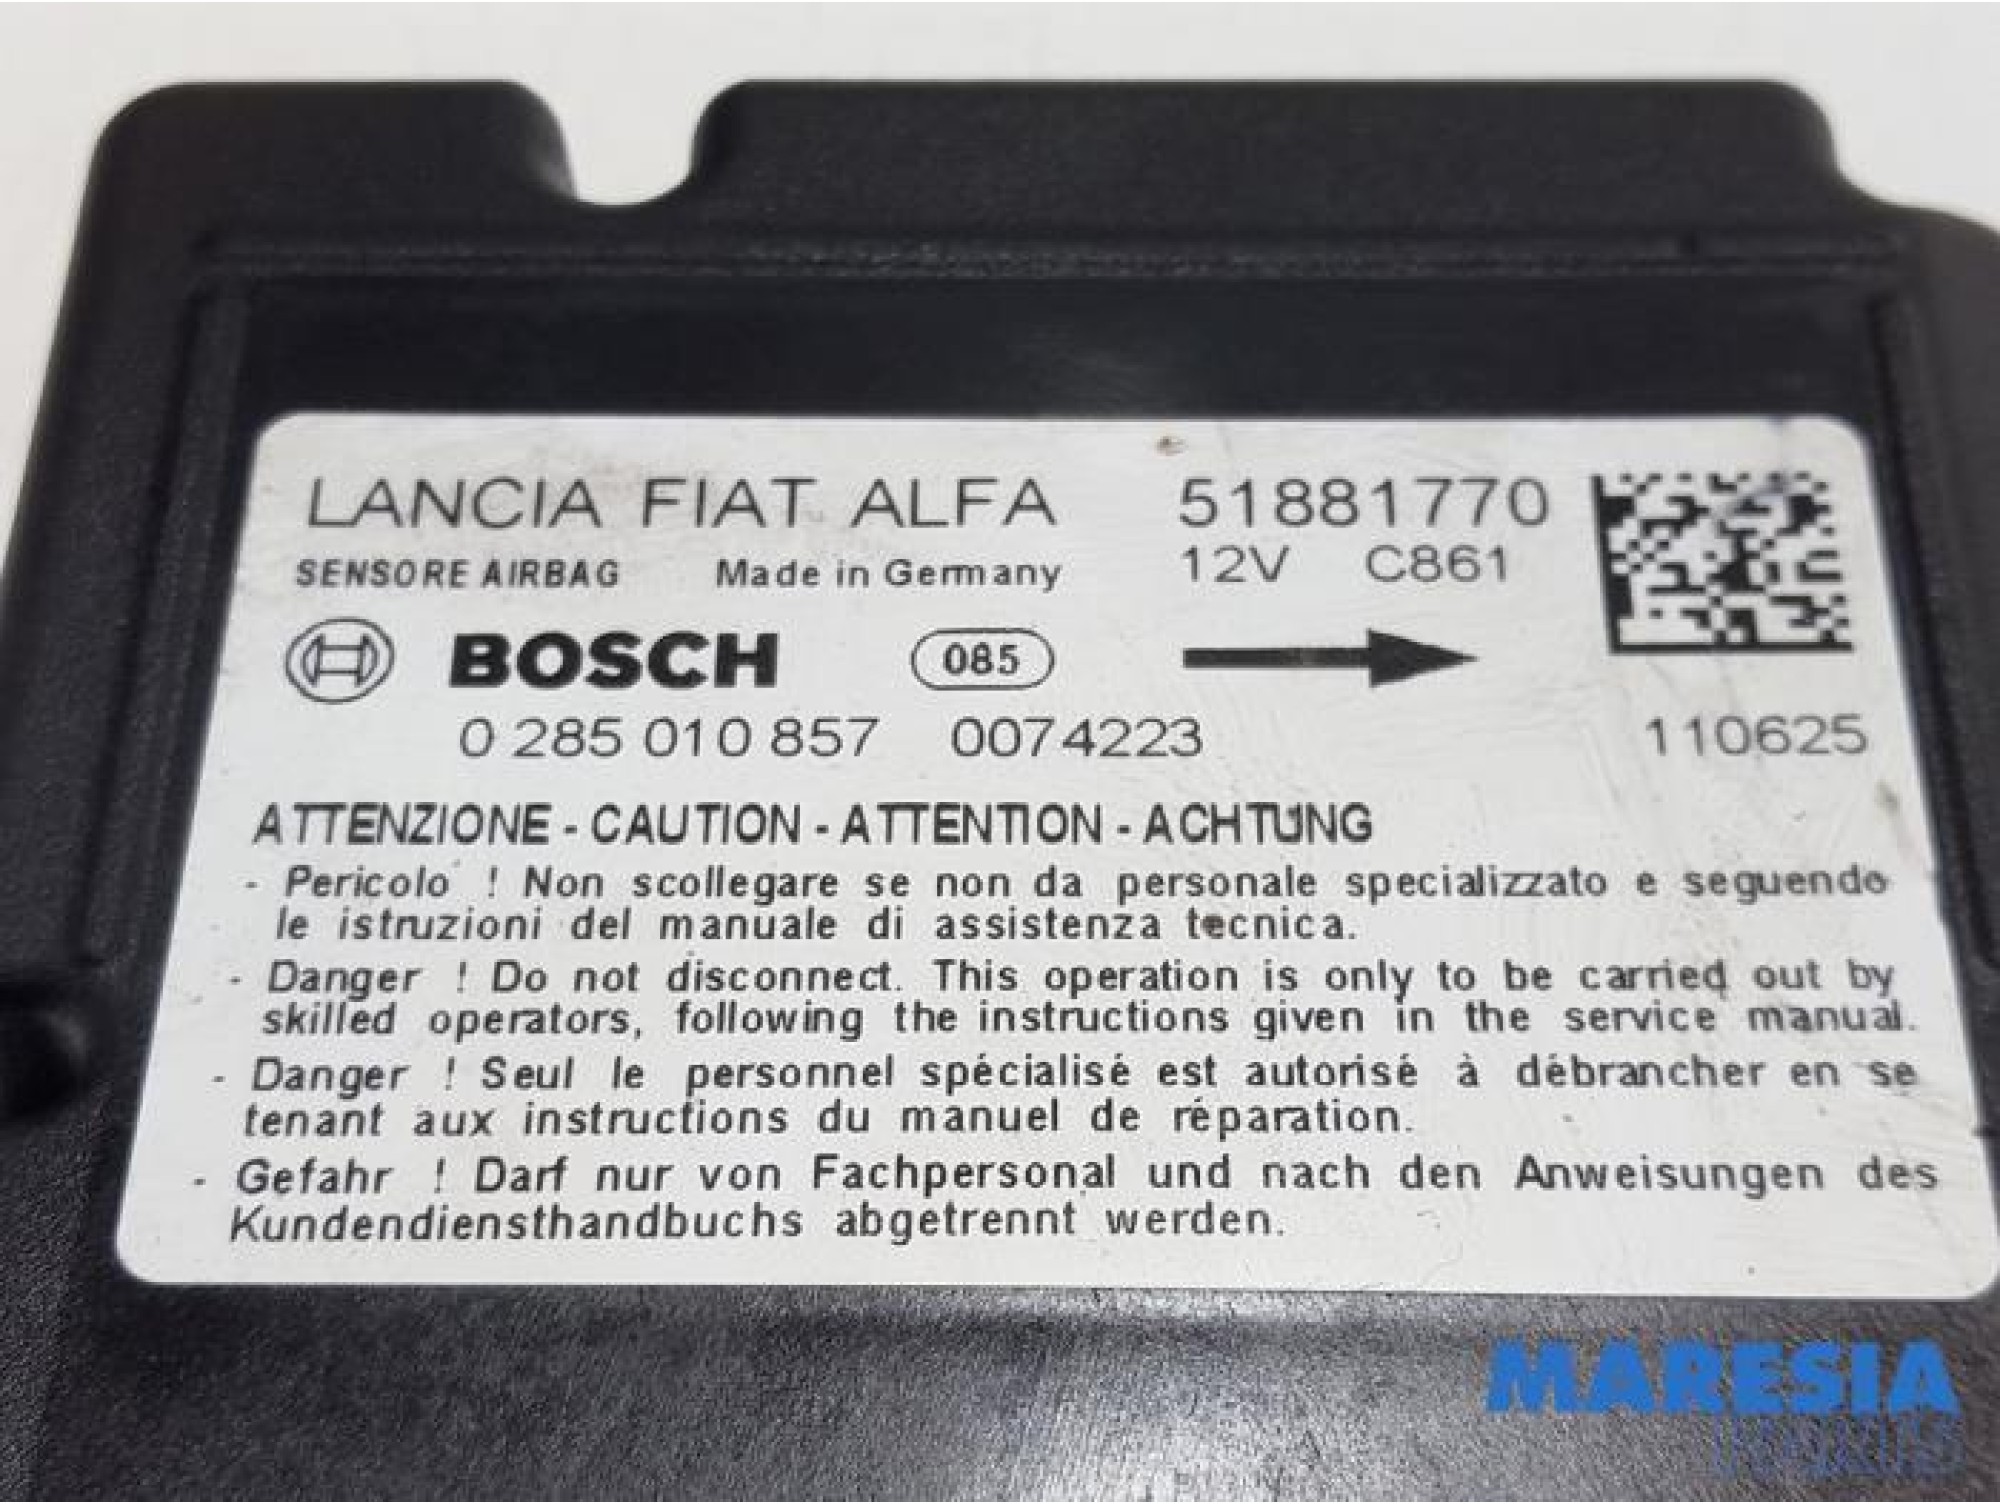 LANCIA FIAT ALFA 51881770
SENSORE AIRBAG Made in Germany 12V C861
BOSCH 085
0 285 010 857 0074223 110625
ATTENZIONE - CAUTION - ATTENTION - ACHTUNG
- Pericolo ! Non scollegare se non da personale specializzato e seguendo
le istruzioni del manuale di assistenza tecnica.
- Danger ! Do not disconnect. This operation is only to be carried out by
skilled operators, following the instructions given in the service manual.
- Danger ! Seul le personnel spécialisé est autorisé à débrancher en se
tenant aux instructions du manuel de réparation.
- Gefahr ! Darf nur von Fachpersonal und nach den Anweisungen des
Kundendiensthandbuchs abgetrennt werden.
MARESIA